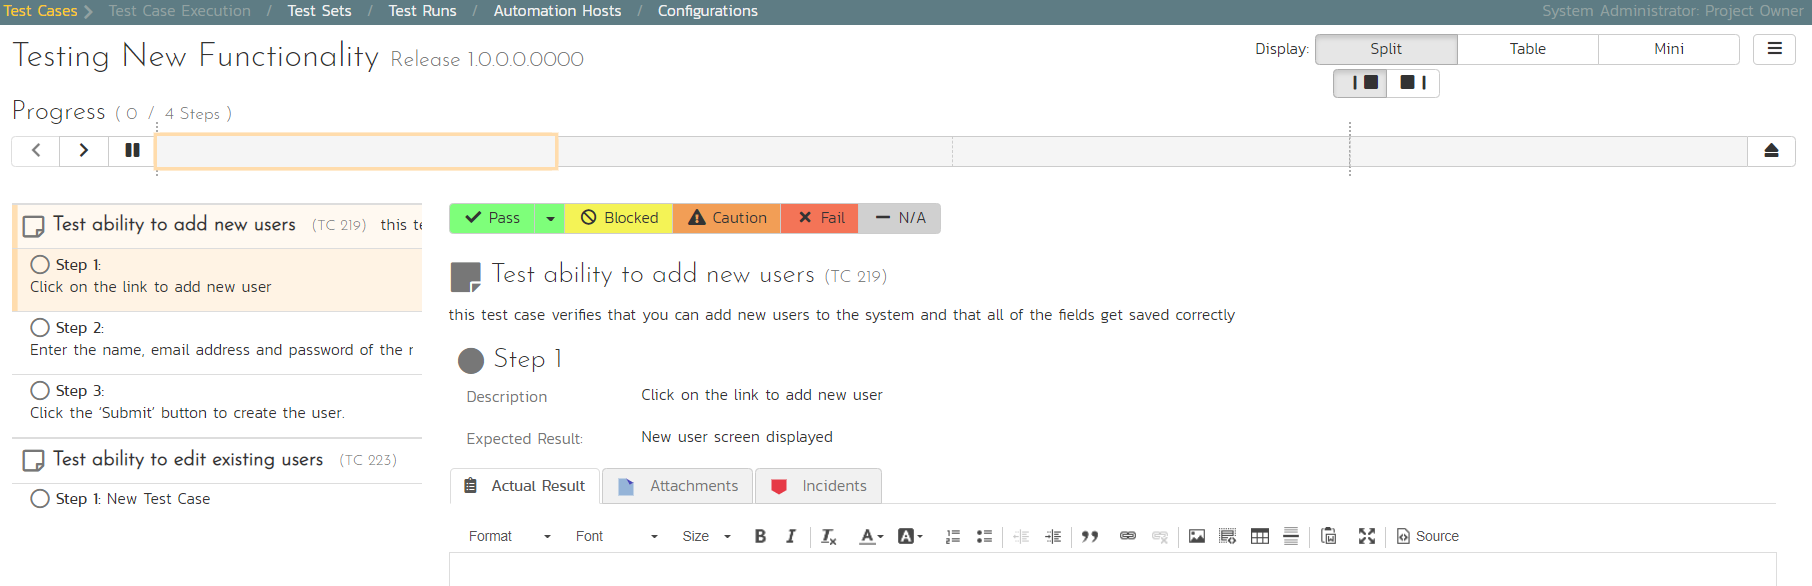 Test Cases Test Case Execution / Test Sets / Test Runs / Automation Hosts / Configurations System Administrator: Project Owner
Testing New Functionality Release 1.0.0.0.0000
Display: Split Table Mini
Progress ( 0 / 4 Steps )
Test ability to add new users (TC 219) this te
Step 1:
Click on the link to add new user
Step 2:
Enter the name, email address and password of the r
Step 3:
Click the 'Submit' button to create the user.
Test ability to edit existing users (TC 223)
Step 1: New Test Case
Pass Blocked Caution Fail N/A
Test ability to add new users (TC 219)
this test case verifies that you can add new users to the system and that all of the fields get saved correctly
Step 1
Description Click on the link to add new user
Expected Result: New user screen displayed
Actual Result Attachments Incidents
Format Font Size B I Tx A A Source